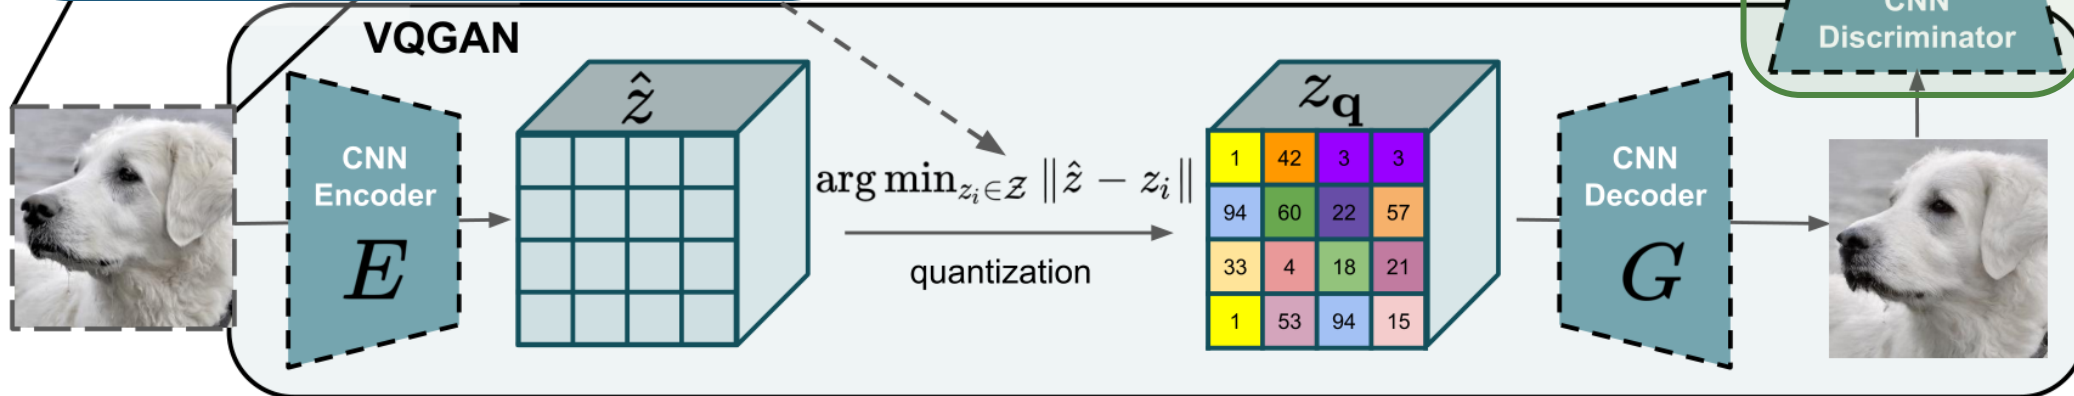 VQGAN
CNN
Discriminator
CNN
Encoder
E
ẑ
arg min_{z_i∈𝒵} ‖ẑ − z_i‖
quantization
z_𝐪
1 42 3 3
94 60 22 57
33 4 18 21
1 53 94 15
CNN
Decoder
G